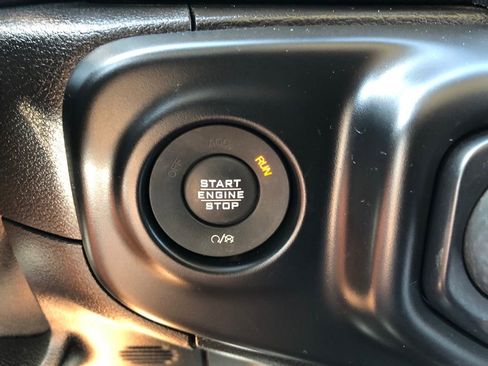 OFF
ACC
RUN
START
ENGINE
STOP